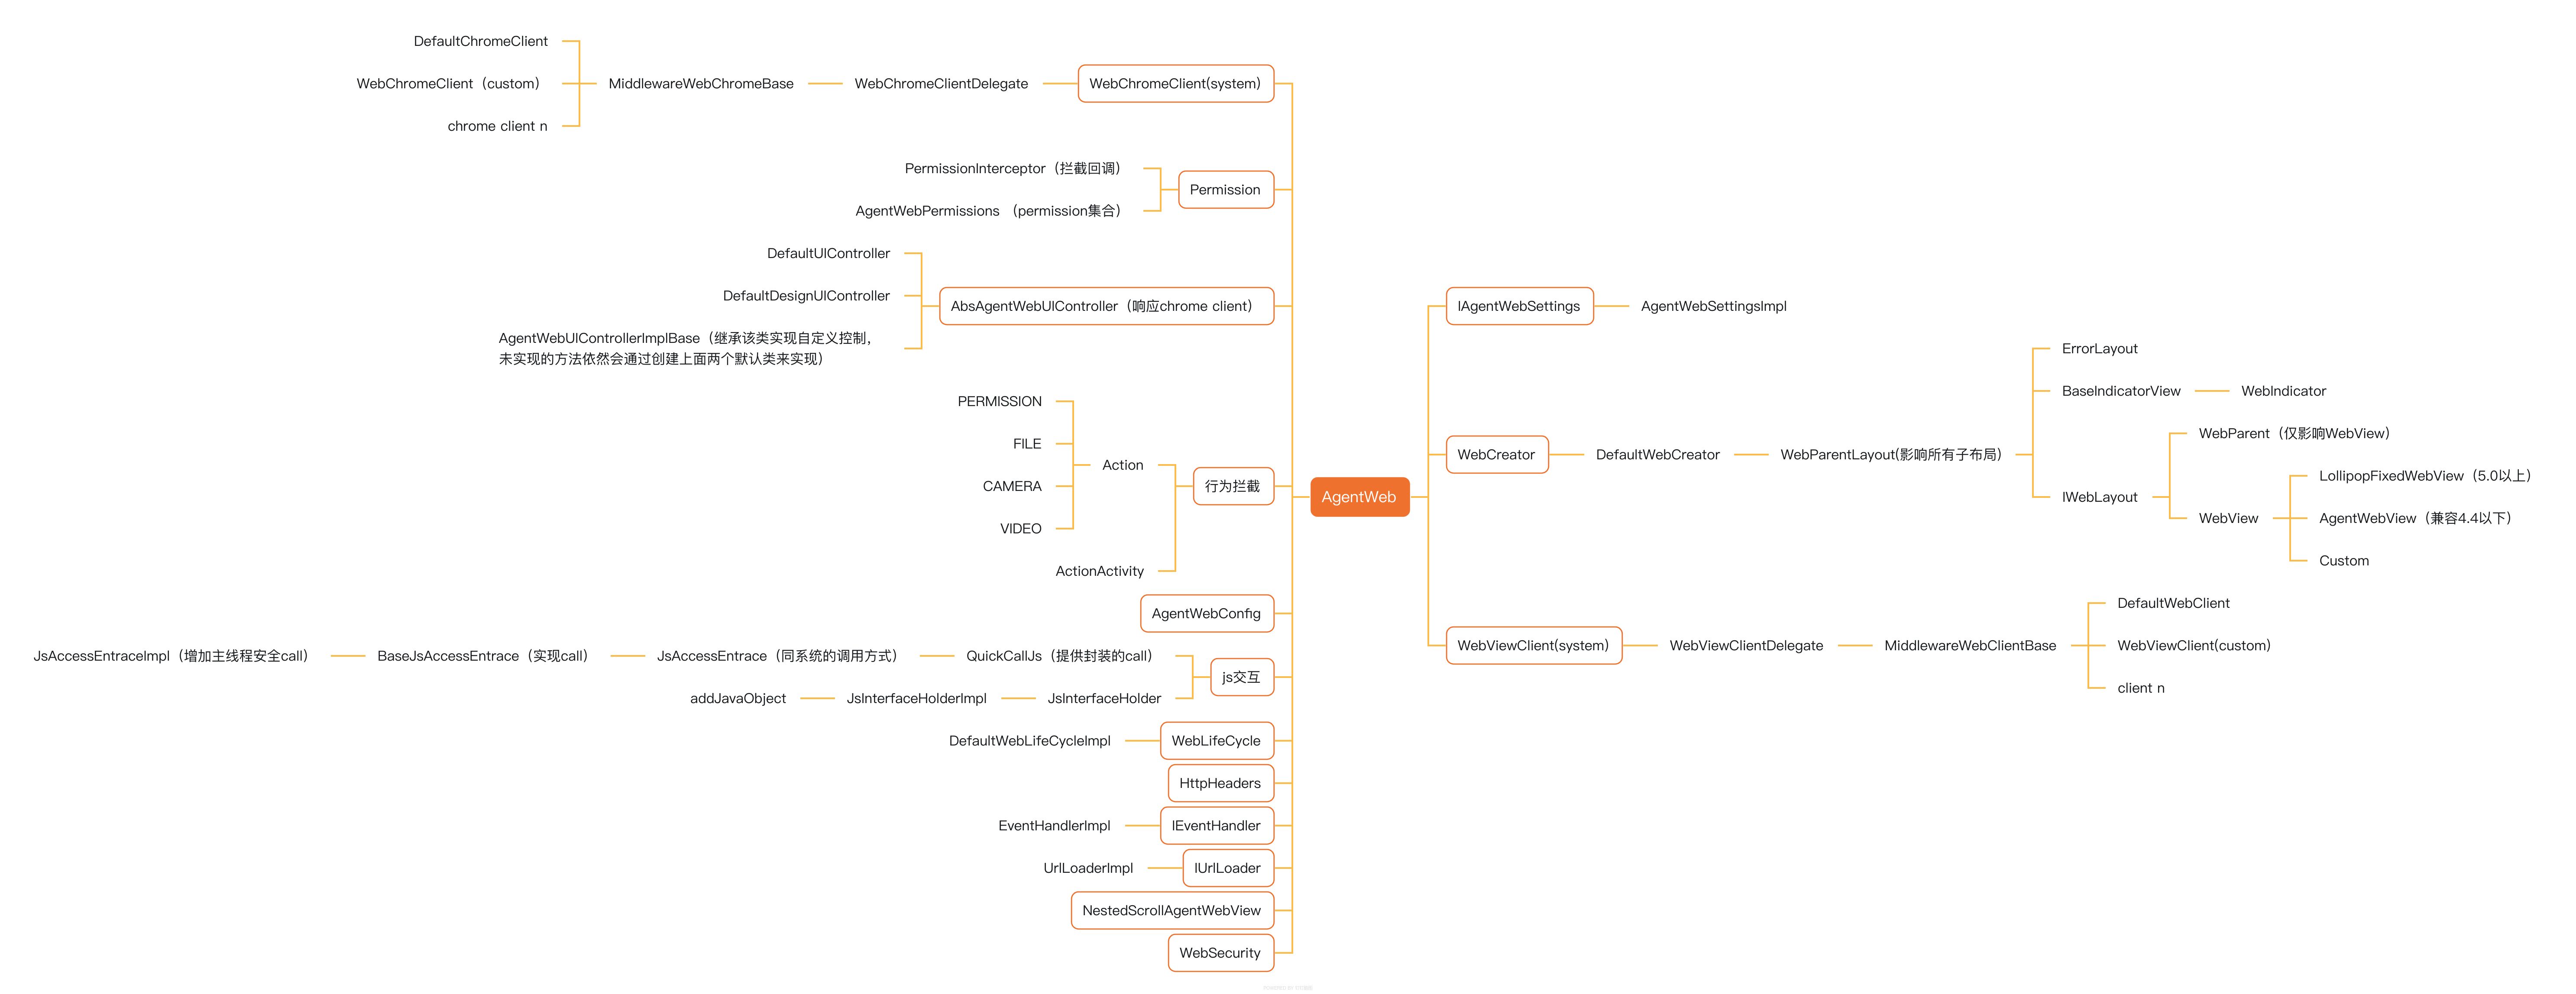 DefaultChromeClient
WebChromeClient（custom）
chrome client n
MiddlewareWebChromeBase
WebChromeClientDelegate
WebChromeClient(system)
PermissionInterceptor（拦截回调）
AgentWebPermissions （permission集合）
Permission
DefaultUIController
DefaultDesignUIController
AgentWebUIControllerImplBase（继承该类实现自定义控制，
未实现的方法依然会通过创建上面两个默认类来实现）
AbsAgentWebUIController（响应chrome client）
PERMISSION
FILE
CAMERA
VIDEO
Action
ActionActivity
行为拦截
AgentWebConfig
JsAccessEntraceImpl（增加主线程安全call）
BaseJsAccessEntrace（实现call）
JsAccessEntrace（同系统的调用方式）
QuickCallJs（提供封装的call）
addJavaObject
JsInterfaceHolderImpl
JsInterfaceHolder
js交互
DefaultWebLifeCycleImpl
WebLifeCycle
HttpHeaders
EventHandlerImpl
IEventHandler
UrlLoaderImpl
IUrlLoader
NestedScrollAgentWebView
WebSecurity
AgentWeb
IAgentWebSettings
AgentWebSettingsImpl
WebCreator
DefaultWebCreator
WebParentLayout(影响所有子布局)
ErrorLayout
BaseIndicatorView
WebIndicator
IWebLayout
WebParent（仅影响WebView）
WebView
LollipopFixedWebView（5.0以上）
AgentWebView（兼容4.4以下）
Custom
WebViewClient(system)
WebViewClientDelegate
MiddlewareWebClientBase
DefaultWebClient
WebViewClient(custom)
client n